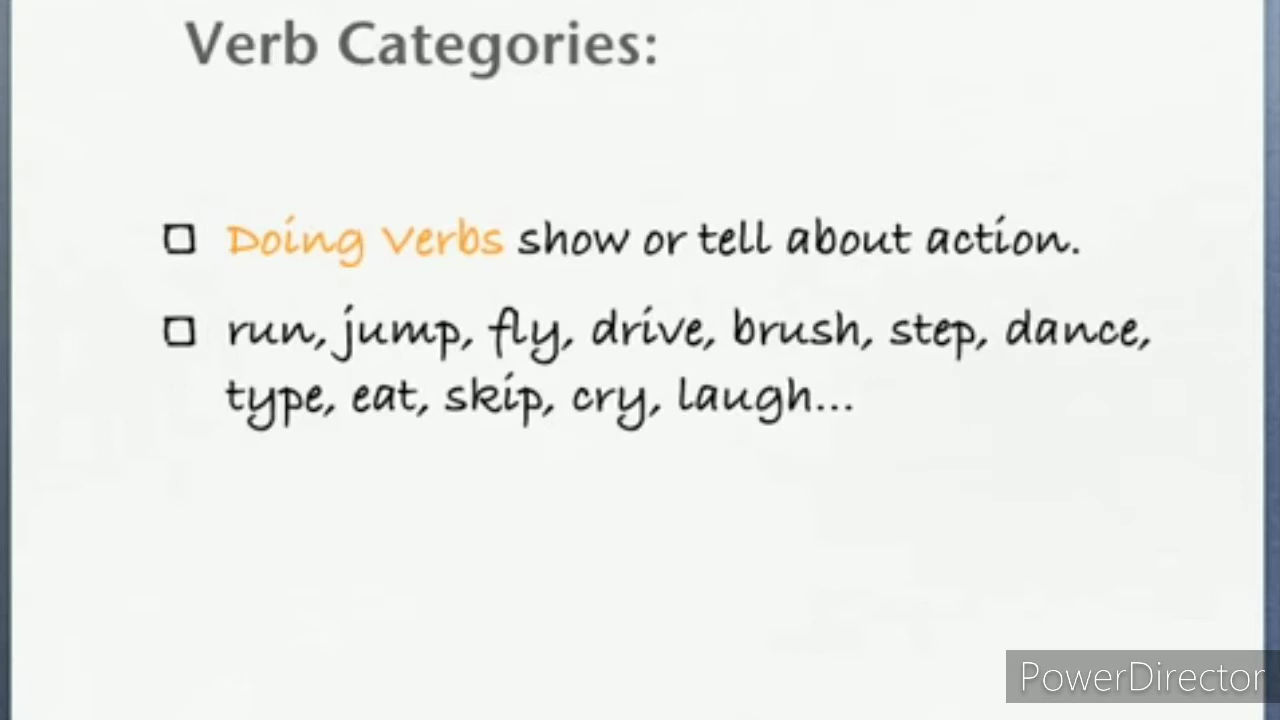 Verb Categories:
Doing Verbs show or tell about action.
run, jump, fly, drive, brush, step, dance,
type, eat, skip, cry, laugh...
PowerDirector